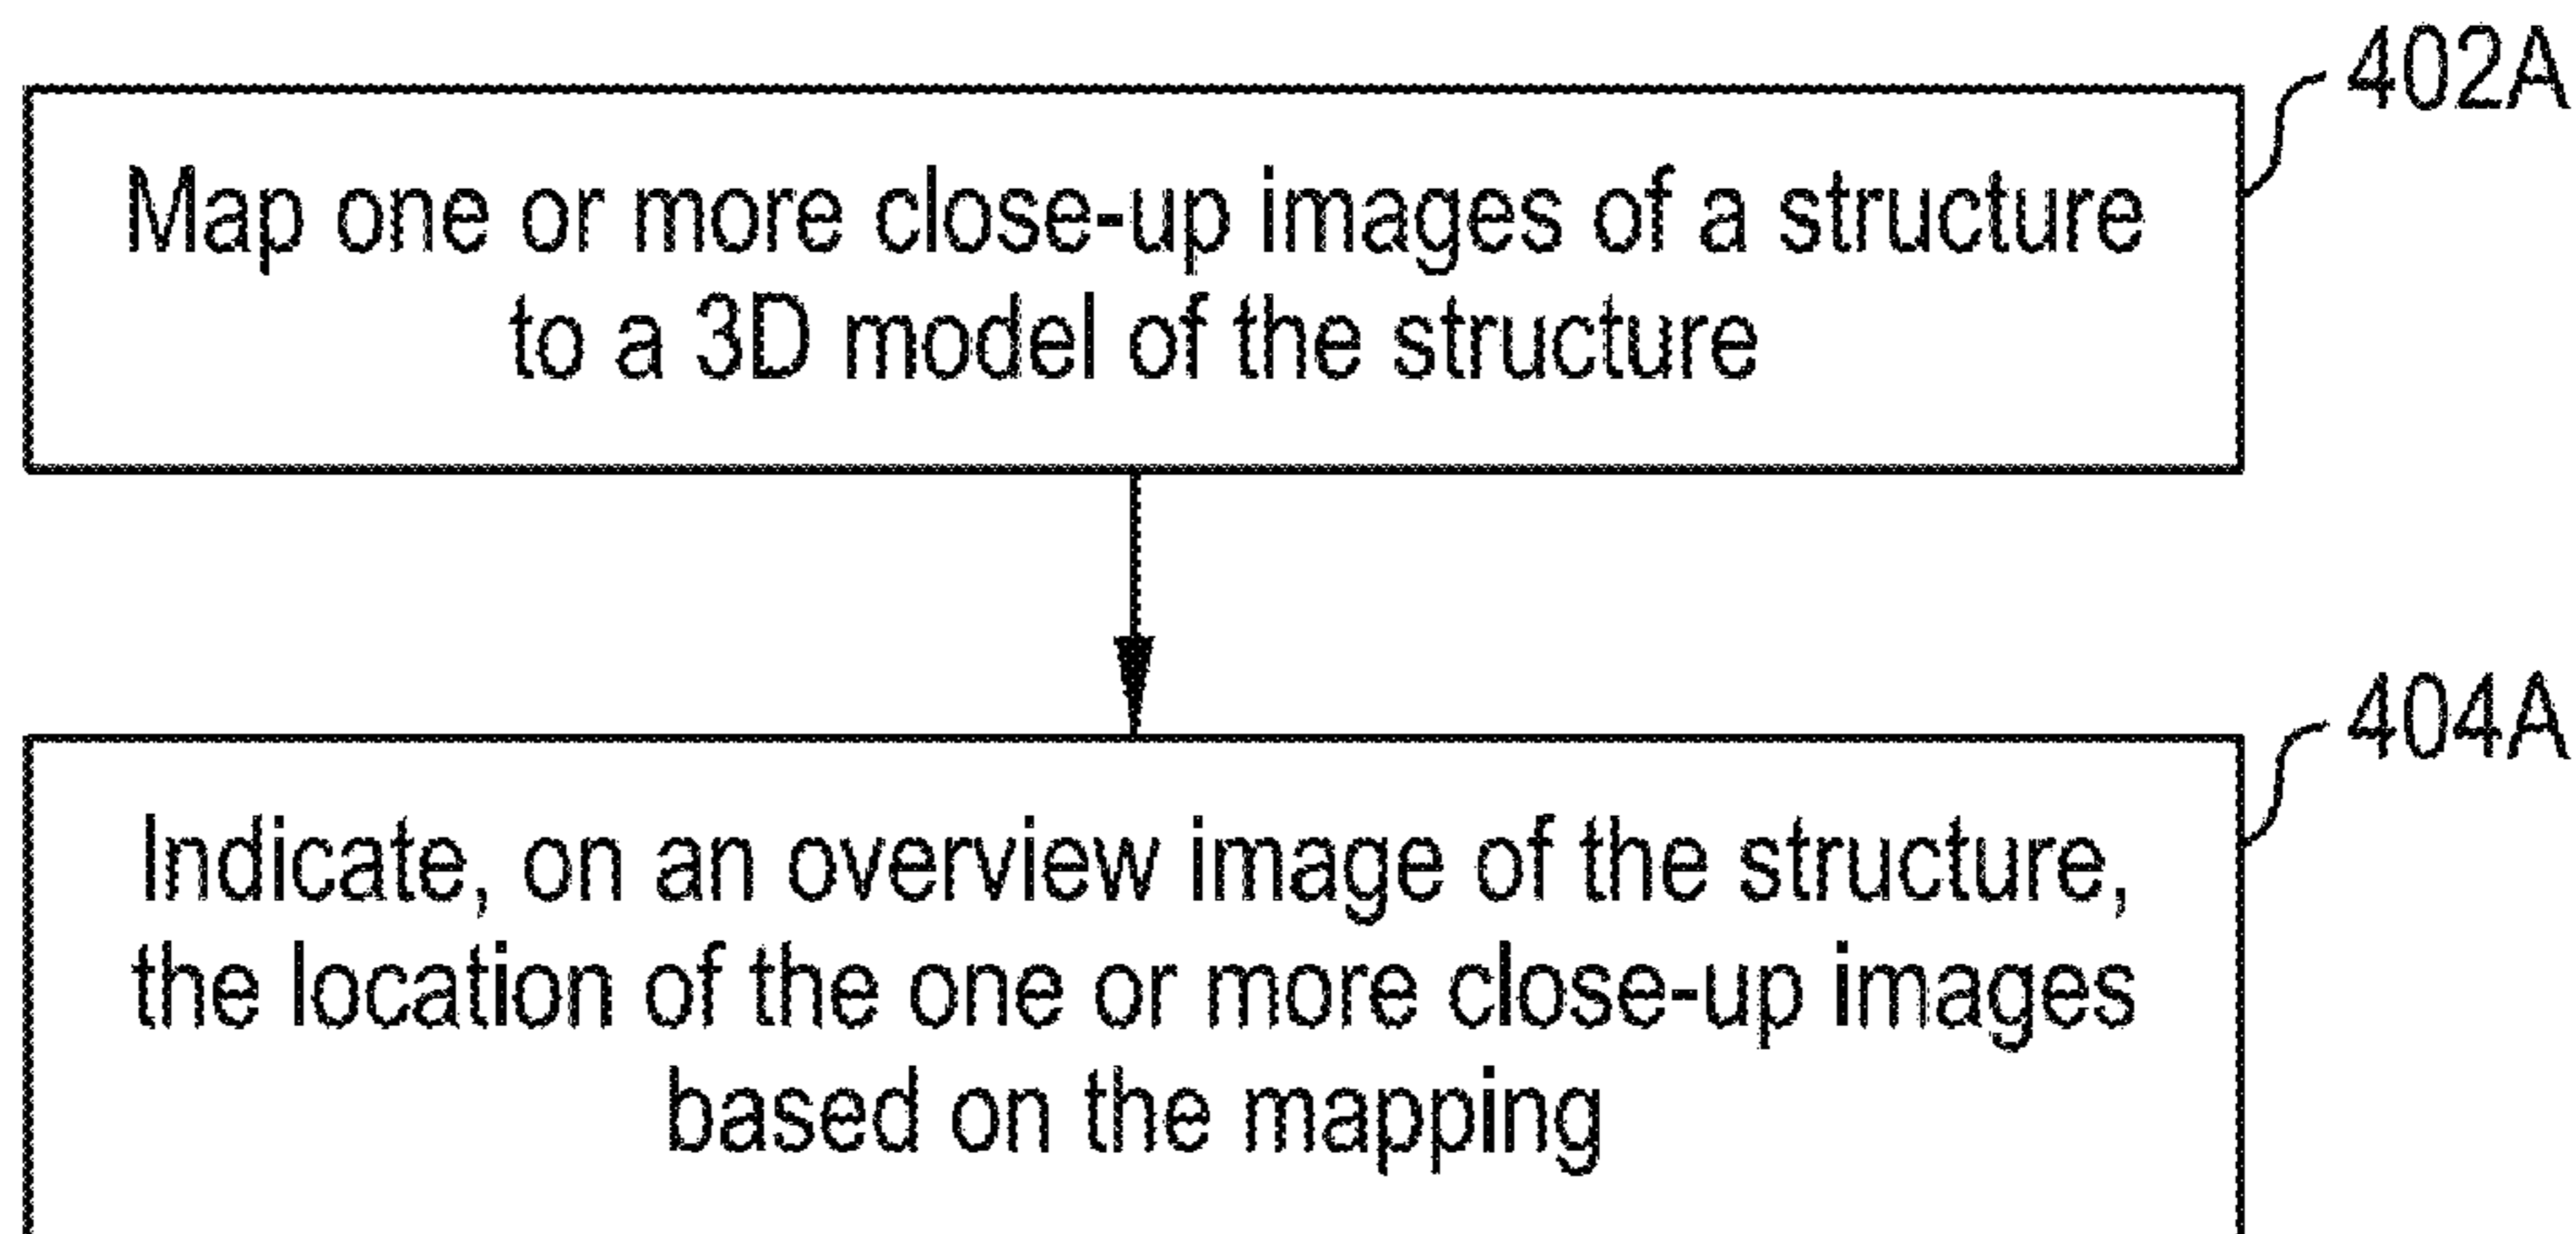 402A
Map one or more close-up images of a structure
to a 3D model of the structure
404A
Indicate, on an overview image of the structure,
the location of the one or more close-up images
based on the mapping